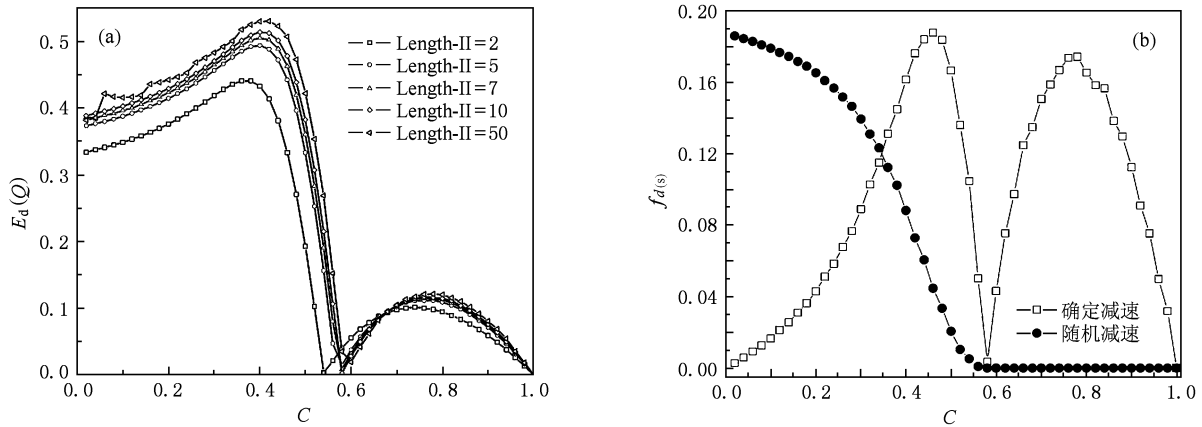 (a)
Length-II=2
Length-II=5
Length-II=7
Length-II=10
Length-II=50
0.5
0.4
0.3
0.2
0.1
0.0
E_d(Q)
0.0 0.2 0.4 0.6 0.8 1.0
C
(b)
0.20
0.16
0.12
0.08
0.04
0.00
f_d(s)
确定减速
随机减速
0.0 0.2 0.4 0.6 0.8 1.0
C